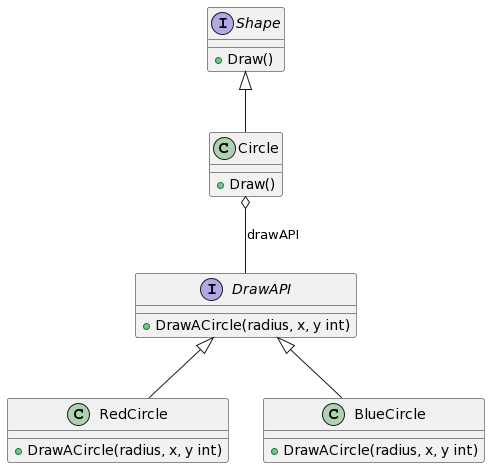 I Shape
Draw()
C Circle
Draw()
drawAPI
I DrawAPI
DrawACircle(radius, x, y int)
C RedCircle
DrawACircle(radius, x, y int)
C BlueCircle
DrawACircle(radius, x, y int)